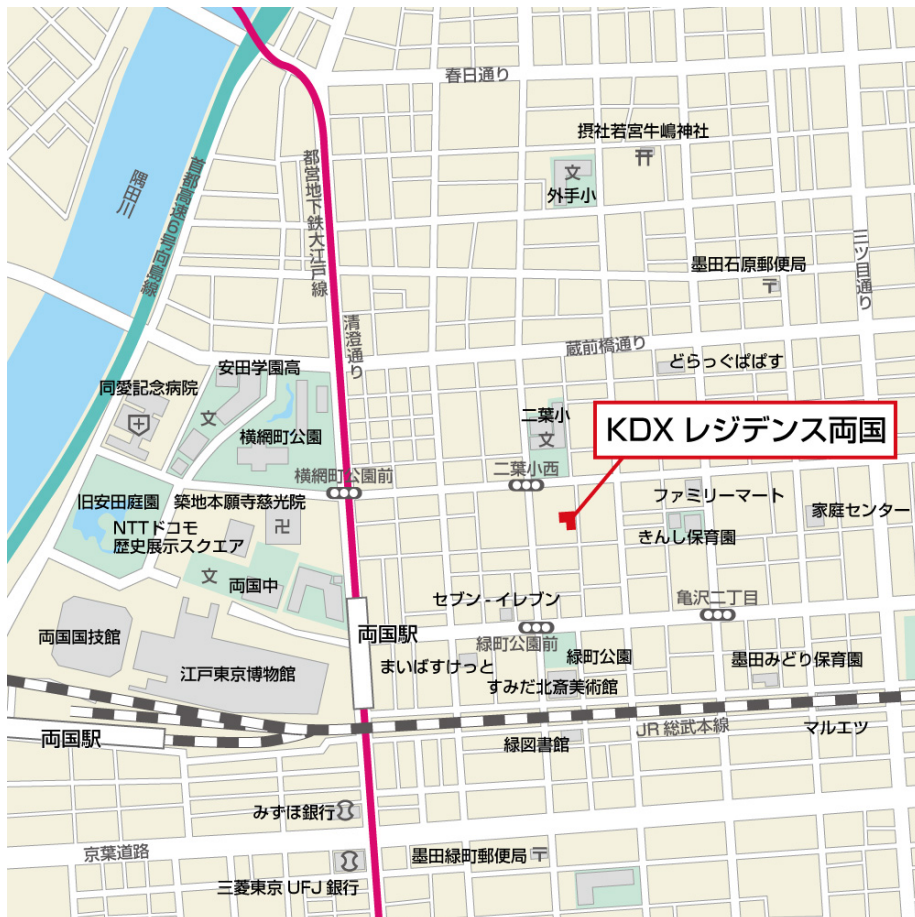 春日通り
摂社若宮牛嶋神社
文
外手小
隅田川
首都高速6号向島線
都営地下鉄大江戸線
三ツ目通り
墨田石原郵便局
〒
清澄通り
蔵前橋通り
どらっぐぱぱす
安田学園高
同愛記念病院
文
横網町公園
二葉小
文
KDX レジデンス両国
横網町公園前
二葉小西
ファミリーマート
旧安田庭園
築地本願寺慈光院
卍
家庭センター
NTTドコモ
歴史展示スクエア
きんし保育園
文
両国中
セブン-イレブン
亀沢二丁目
両国国技館
両国駅
緑町公園前
緑町公園
江戸東京博物館
まいばすけっと
すみだ北斎美術館
墨田みどり保育園
両国駅
緑図書館
JR 総武本線
マルエツ
みずほ銀行
京葉道路
墨田緑町郵便局
〒
三菱東京 UFJ 銀行